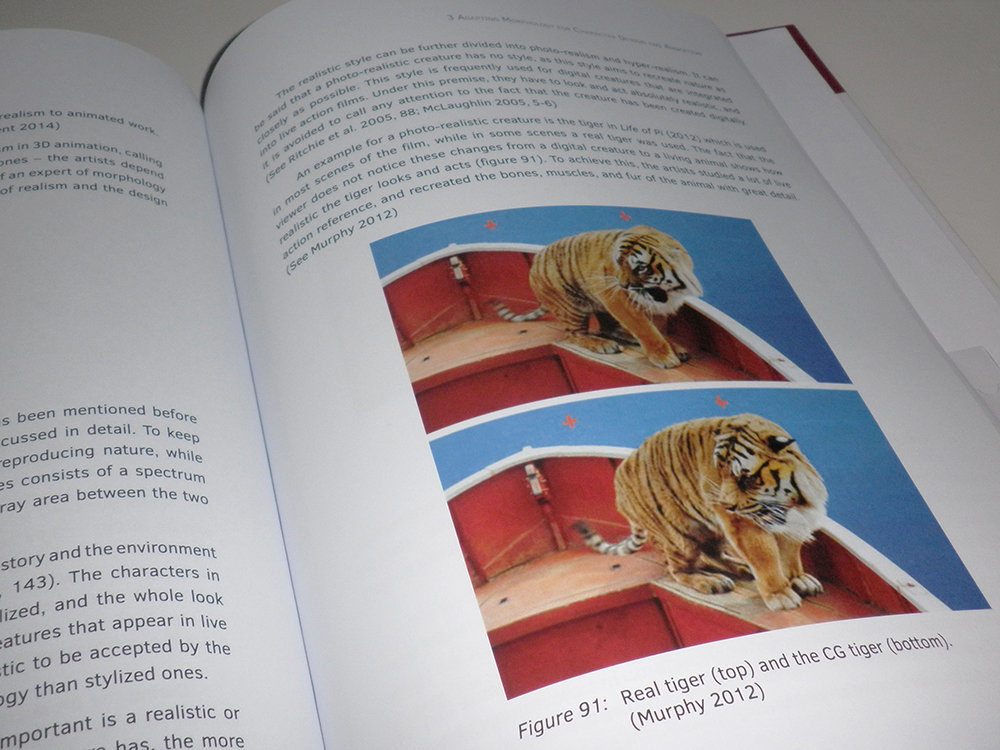 realism to animated work.
ent 2014)
sm in 3D animation, calling
ones – the artists depend
f an expert of morphology
of realism and the design
s been mentioned before
cussed in detail. To keep
reproducing nature, while
es consists of a spectrum
ray area between the two
story and the environment
, 143). The characters in
lized, and the whole look
eatures that appear in live
stic to be accepted by the
ogy than stylized ones.
mportant is a realistic or
has, the more
3 Adapting Morphology for Character Design and Animation
The realistic style can be further divided into photo-realism and hyper-realism. It can
be said that a photo-realistic creature has no style, as this style aims to recreate nature as
closely as possible. This style is frequently used for digital creatures that are integrated
into live action films. Under this premise, they have to look and act absolutely realistic, and
it is avoided to call any attention to the fact that the creature has been created digitally.
(See Ritchie et al. 2005, 88; McLaughlin 2005, 5-6)
An example for a photo-realistic creature is the tiger in Life of Pi (2012) which is used
in most scenes of the film, while in some scenes a real tiger was used. The fact that the
viewer does not notice these changes from a digital creature to a living animal shows how
realistic the tiger looks and acts (figure 91). To achieve this, the artists studied a lot of live
action reference, and recreated the bones, muscles, and fur of the animal with great detail.
(See Murphy 2012)
Figure 91: Real tiger (top) and the CG tiger (bottom).
(Murphy 2012)